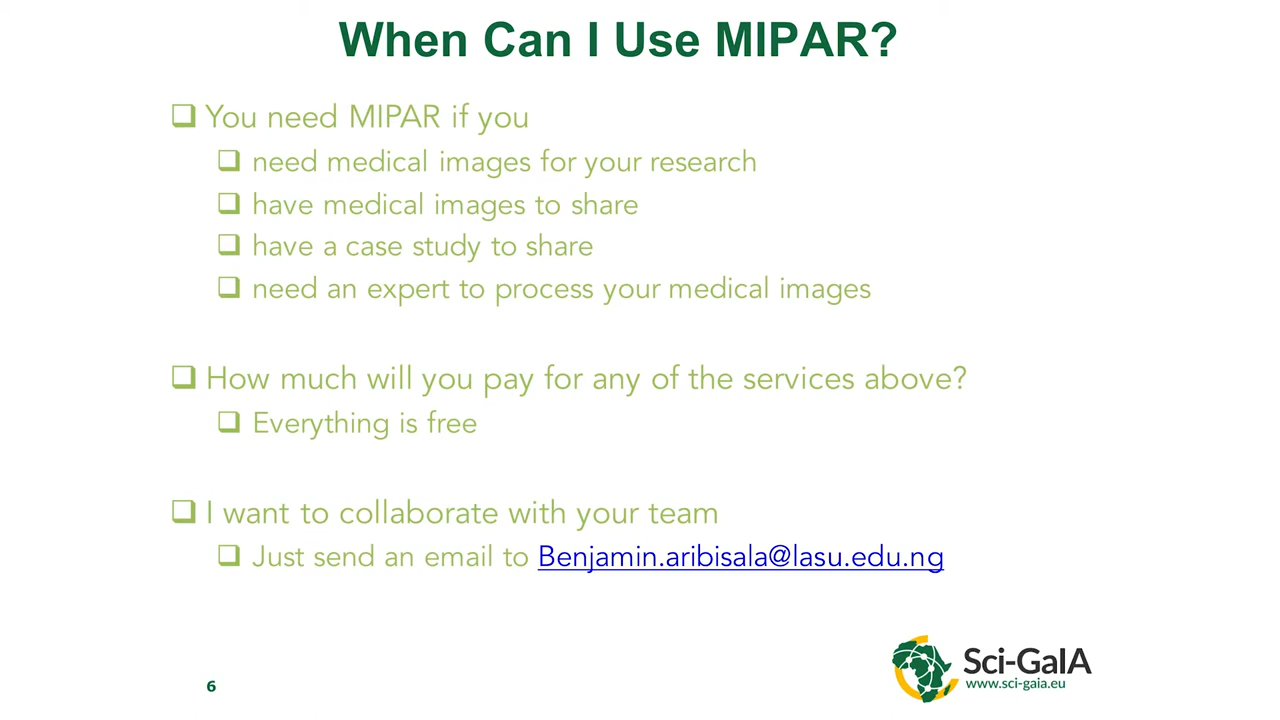 When Can I Use MIPAR?
You need MIPAR if you
need medical images for your research
have medical images to share
have a case study to share
need an expert to process your medical images
How much will you pay for any of the services above?
Everything is free
I want to collaborate with your team
Just send an email to Benjamin.aribisala@lasu.edu.ng
Sci-GaIA
www.sci-gaia.eu
6